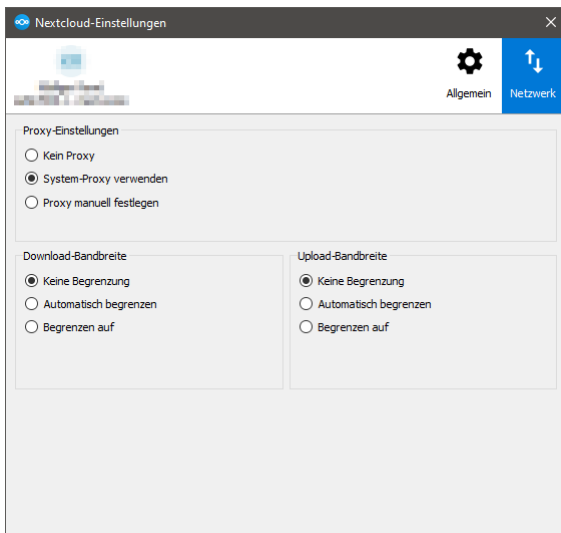 Nextcloud-Einstellungen
Allgemein
Netzwerk
Proxy-Einstellungen
Kein Proxy
System-Proxy verwenden
Proxy manuell festlegen
Download-Bandbreite
Keine Begrenzung
Automatisch begrenzen
Begrenzen auf
Upload-Bandbreite
Keine Begrenzung
Automatisch begrenzen
Begrenzen auf